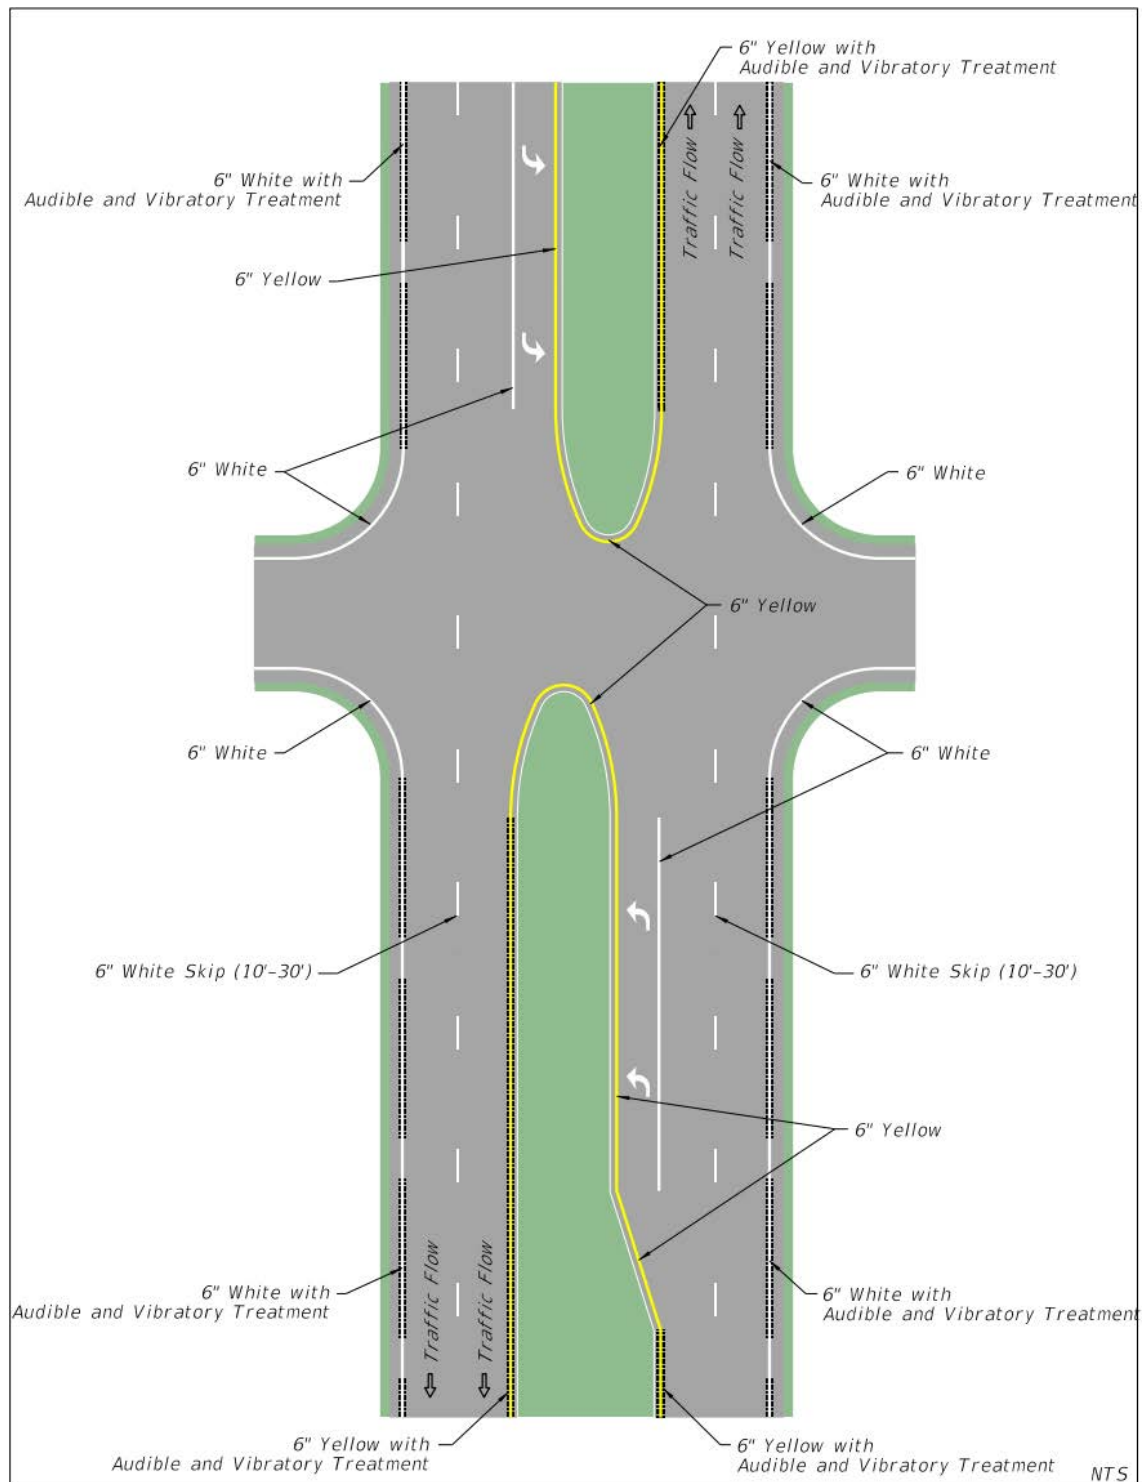 6" Yellow with
Audible and Vibratory Treatment
6" White with
Audible and Vibratory Treatment
Traffic Flow
Traffic Flow
6" White with
Audible and Vibratory Treatment
6" Yellow
6" White
6" White
6" Yellow
6" White
6" White
6" White Skip (10'-30')
6" White Skip (10'-30')
6" Yellow
6" White with
Audible and Vibratory Treatment
Traffic Flow
Traffic Flow
6" White with
Audible and Vibratory Treatment
6" Yellow with
Audible and Vibratory Treatment
6" Yellow with
Audible and Vibratory Treatment
NTS